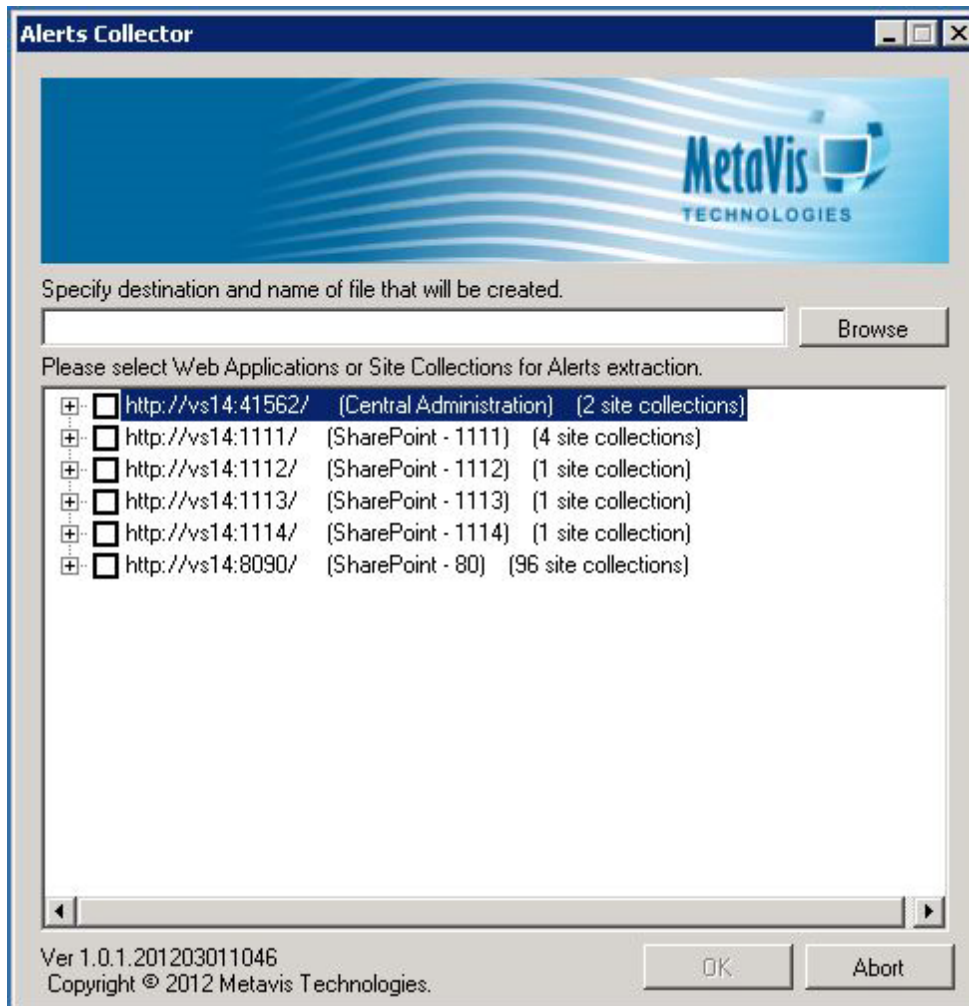 Alerts Collector
MetaVis
TECHNOLOGIES
Specify destination and name of file that will be created.
Browse
Please select Web Applications or Site Collections for Alerts extraction.
http://vs14:41562/ (Central Administration) (2 site collections)
http://vs14:1111/ (SharePoint - 1111) (4 site collections)
http://vs14:1112/ (SharePoint - 1112) (1 site collection)
http://vs14:1113/ (SharePoint - 1113) (1 site collection)
http://vs14:1114/ (SharePoint - 1114) (1 site collection)
http://vs14:8090/ (SharePoint - 80) (96 site collections)
Ver 1.0.1.201203011046
Copyright © 2012 Metavis Technologies.
OK Abort